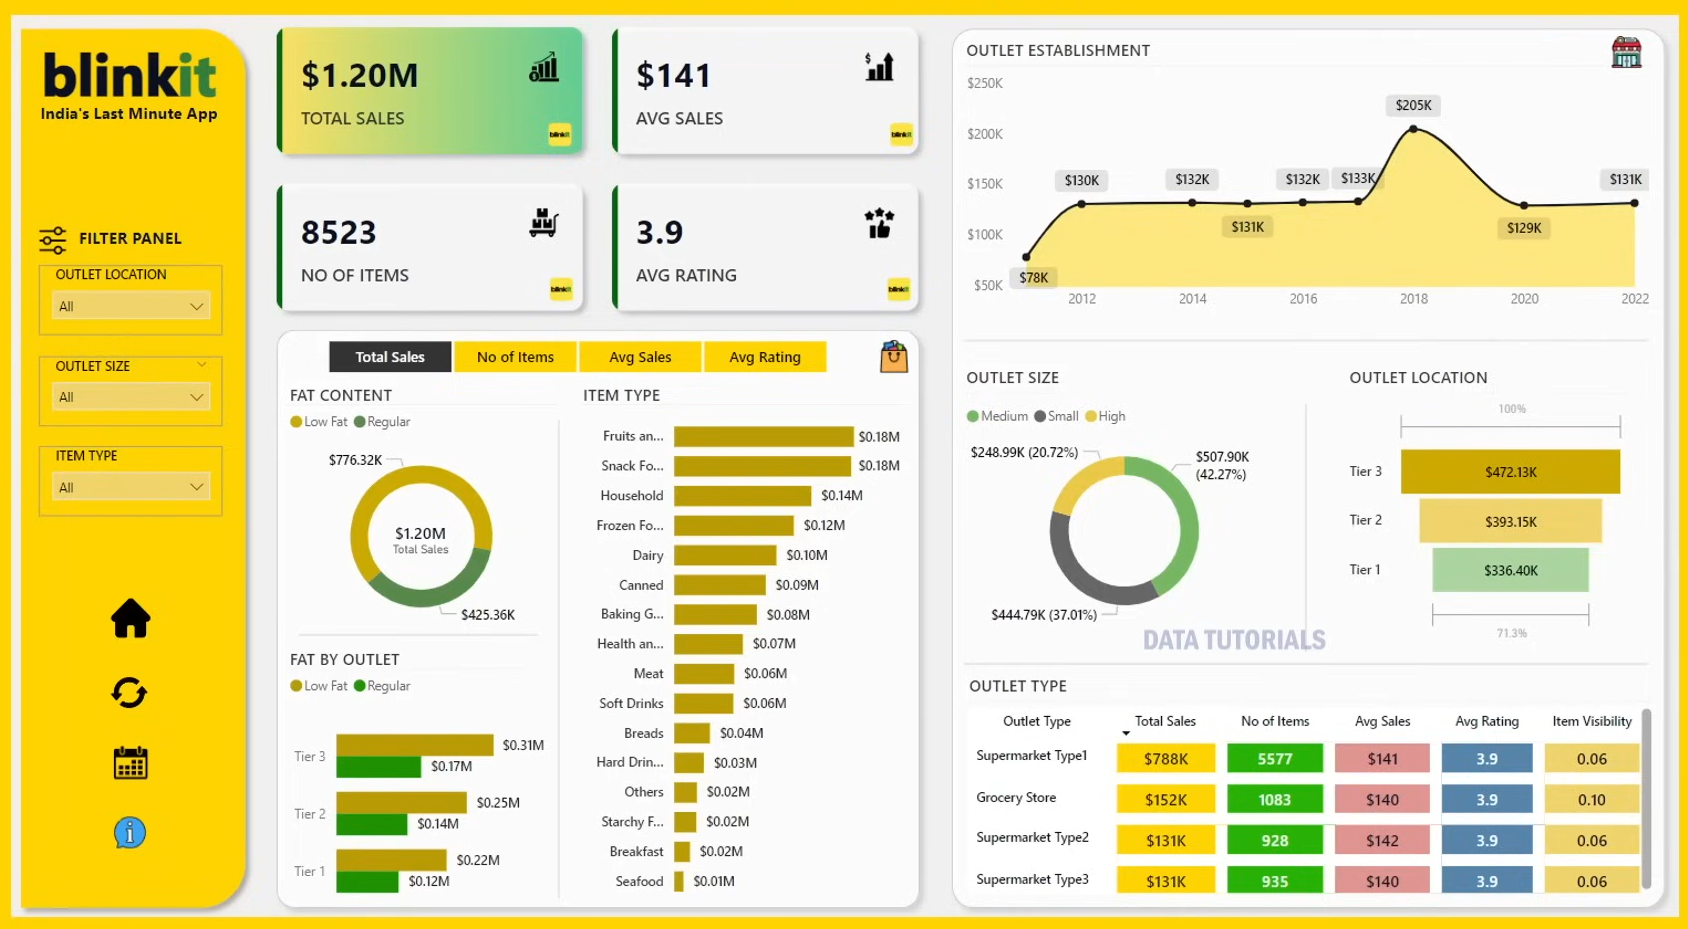 blinkit
India's Last Minute App
FILTER PANEL
OUTLET LOCATION
All
OUTLET SIZE
All
ITEM TYPE
All
$1.20M
TOTAL SALES
blinkit
$141
AVG SALES
blinkit
8523
NO OF ITEMS
blinkit
3.9
AVG RATING
blinkit
Total Sales No of Items Avg Sales Avg Rating
FAT CONTENT
Low Fat Regular
$776.32K
$1.20M
Total Sales
$425.36K
FAT BY OUTLET
Low Fat Regular
Tier 3 $0.31M
$0.17M
Tier 2 $0.25M
$0.14M
Tier 1 $0.22M
$0.12M
ITEM TYPE
Fruits an... $0.18M
Snack Fo... $0.18M
Household $0.14M
Frozen Fo... $0.12M
Dairy $0.10M
Canned $0.09M
Baking G... $0.08M
Health an... $0.07M
Meat $0.06M
Soft Drinks $0.06M
Breads $0.04M
Hard Drin... $0.03M
Others $0.02M
Starchy F... $0.02M
Breakfast $0.02M
Seafood $0.01M
OUTLET ESTABLISHMENT
$250K
$200K
$150K
$100K
$50K
$78K
$130K
$132K
$131K
$132K
$133K
$205K
$129K
$131K
2012 2014 2016 2018 2020 2022
OUTLET SIZE
Medium Small High
$248.99K (20.72%)
$507.90K
(42.27%)
$444.79K (37.01%)
OUTLET LOCATION
100%
Tier 3 $472.13K
Tier 2 $393.15K
Tier 1 $336.40K
71.3%
DATA TUTORIALS
OUTLET TYPE
Outlet Type Total Sales No of Items Avg Sales Avg Rating Item Visibility
Supermarket Type1 $788K 5577 $141 3.9 0.06
Grocery Store $152K 1083 $140 3.9 0.10
Supermarket Type2 $131K 928 $142 3.9 0.06
Supermarket Type3 $131K 935 $140 3.9 0.06